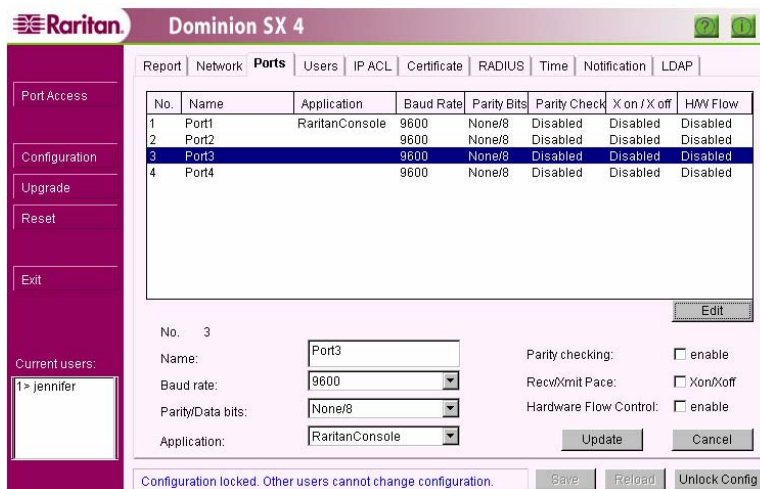 Raritan. Dominion SX 4 ? i
Report Network Ports Users IP ACL Certificate RADIUS Time Notification LDAP
Port Access
Configuration
Upgrade
Reset
Exit
Current users:
1> jennifer
No. Name Application Baud Rate Parity Bits Parity Check X on / X off H/W Flow
1 Port1 RaritanConsole 9600 None/8 Disabled Disabled Disabled
2 Port2 9600 None/8 Disabled Disabled Disabled
3 Port3 9600 None/8 Disabled Disabled Disabled
4 Port4 9600 None/8 Disabled Disabled Disabled
Edit
No. 3
Name: Port3 Parity checking: enable
Baud rate: 9600 Recv/Xmit Pace: Xon/Xoff
Parity/Data bits: None/8 Hardware Flow Control: enable
Application: RaritanConsole Update Cancel
Configuration locked. Other users cannot change configuration. Save Reload Unlock Config